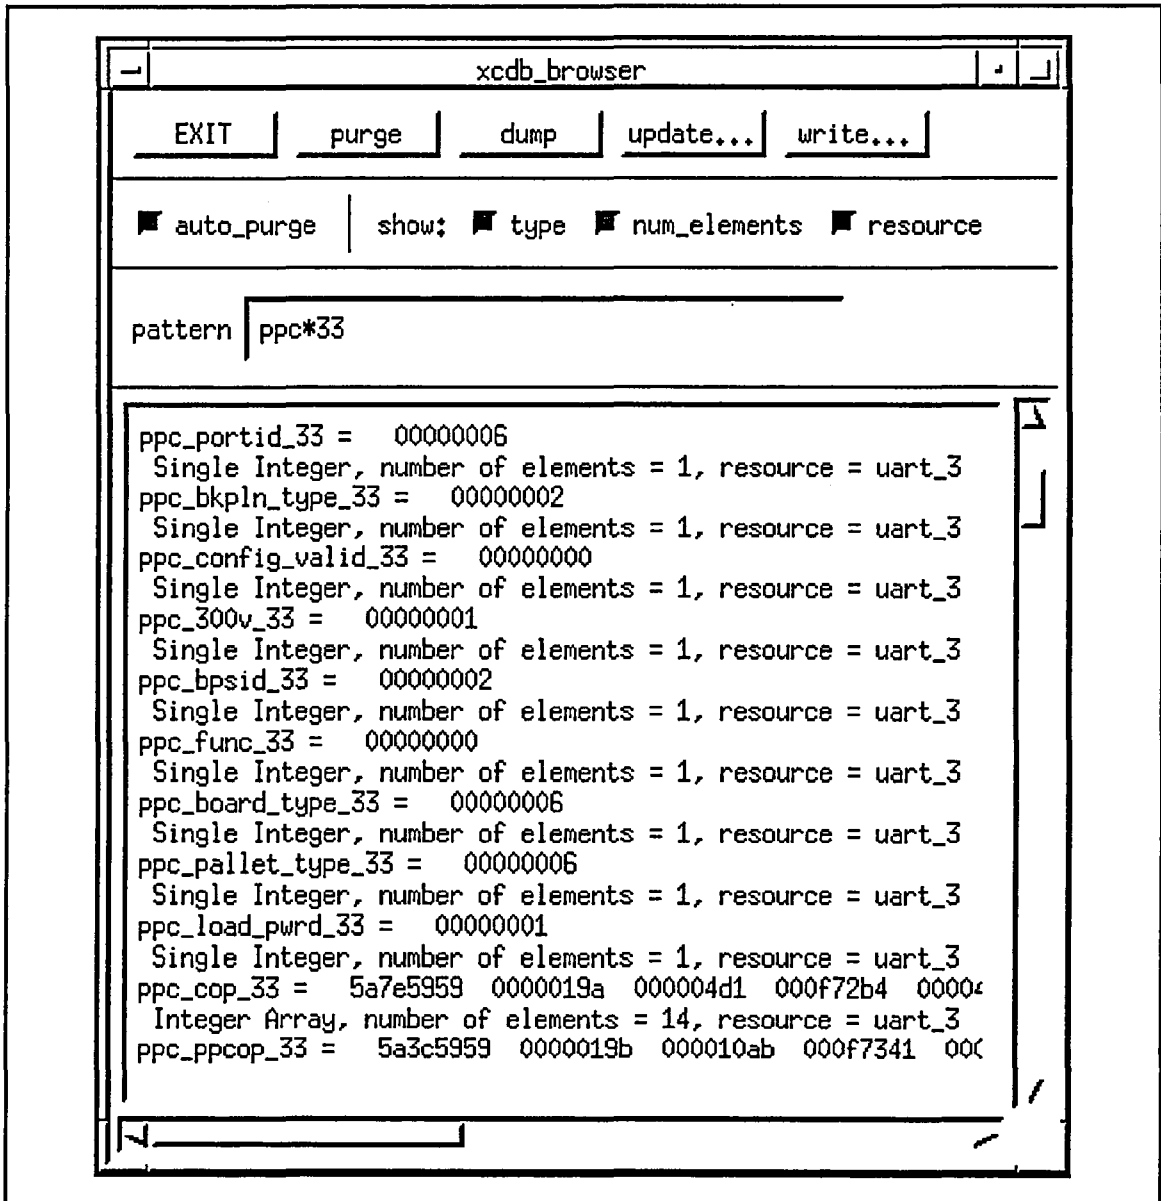 xcdb_browser
EXIT purge dump update... write...
auto_purge show: type num_elements resource
pattern ppc*33
ppc_portid_33 = 00000006
Single Integer, number of elements = 1, resource = uart_3
ppc_bkpln_type_33 = 00000002
Single Integer, number of elements = 1, resource = uart_3
ppc_config_valid_33 = 00000000
Single Integer, number of elements = 1, resource = uart_3
ppc_300v_33 = 00000001
Single Integer, number of elements = 1, resource = uart_3
ppc_bpsid_33 = 00000002
Single Integer, number of elements = 1, resource = uart_3
ppc_func_33 = 00000000
Single Integer, number of elements = 1, resource = uart_3
ppc_board_type_33 = 00000006
Single Integer, number of elements = 1, resource = uart_3
ppc_pallet_type_33 = 00000006
Single Integer, number of elements = 1, resource = uart_3
ppc_load_pwrd_33 = 00000001
Single Integer, number of elements = 1, resource = uart_3
ppc_cop_33 = 5a7e5959 0000019a 000004d1 000f72b4 0000
Integer Array, number of elements = 14, resource = uart_3
ppc_ppcop_33 = 5a3c5959 0000019b 000010ab 000f7341 00